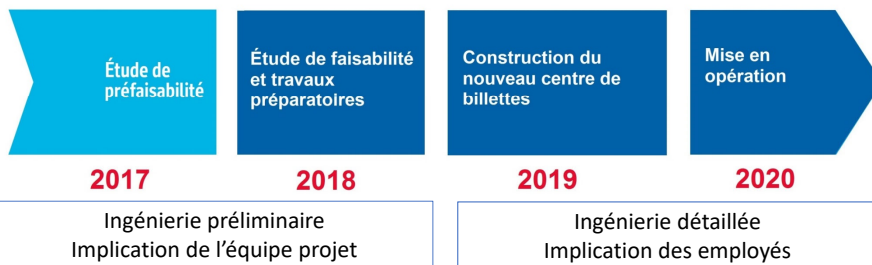 Étude de
préfaisabilité
Étude de faisabilité
et travaux
préparatoires
Construction du
nouveau centre de
billettes
Mise en
opération
2017
2018
2019
2020
Ingénierie préliminaire
Implication de l'équipe projet
Ingénierie détaillée
Implication des employés